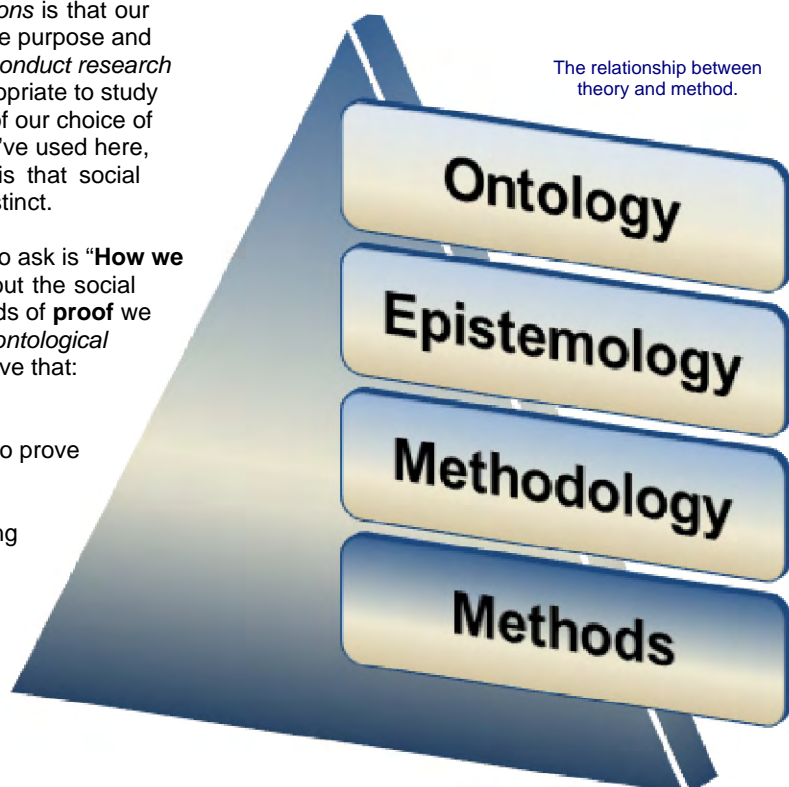 ons is that our
e purpose and
onduct research
opriate to study
of our choice of
've used here,
is that social
stinct.
o ask is “How we
out the social
ds of proof we
ontological
ve that:
o prove
ng
The relationship between
theory and method.
Ontology
Epistemology
Methodology
Methods